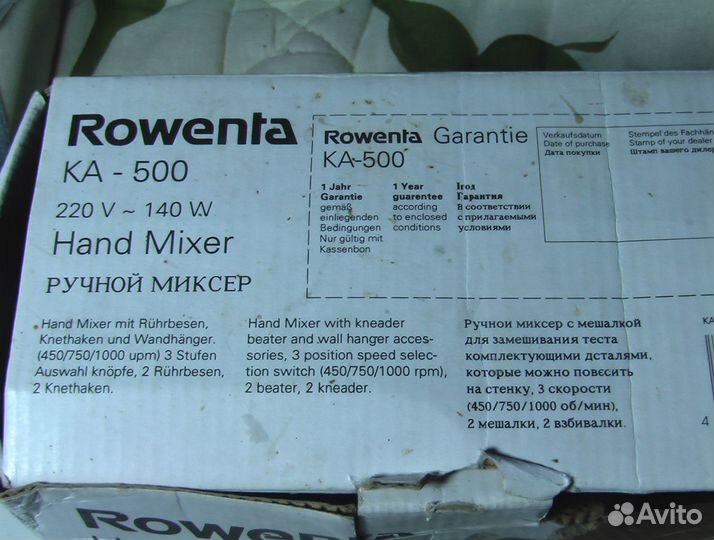 Rowenta
KA - 500
220 V ~ 140 W
Hand Mixer
РУЧНОЙ МИКСЕР
Rowenta Garantie
KA-500
1 Jahr
Garantie
gemäß
einliegenden
Bedingungen
Nur gültig mit
Kassenbon
1 Year
guarentee
according
to enclosed
conditions
1год
Гарантия
В соответствии
с прилагаемыми
условиями
Verkaufsdatum
Date of purchase
Дата покупки
Stempel des Fachhän
Stamp of your dealer
Штамп вашего дилер
Hand Mixer mit Rührbesen,
Knethaken und Wandhänger.
(450/750/1000 upm) 3 Stufen
Auswahl knöpfe, 2 Rührbesen,
2 Knethaken.
Hand Mixer with kneader
beater and wall hanger acces-
sories, 3 position speed selec-
tion switch (450/750/1000 rpm),
2 beater, 2 kneader.
Ручной миксер с мешалкой
для замешивания теста
комплектующими деталями,
которые можно повесить
на стенку, 3 скорости
(450/750/1000 об/мин),
2 мешалки, 2 взбивалки.
KA
4
Rowenta
Avito